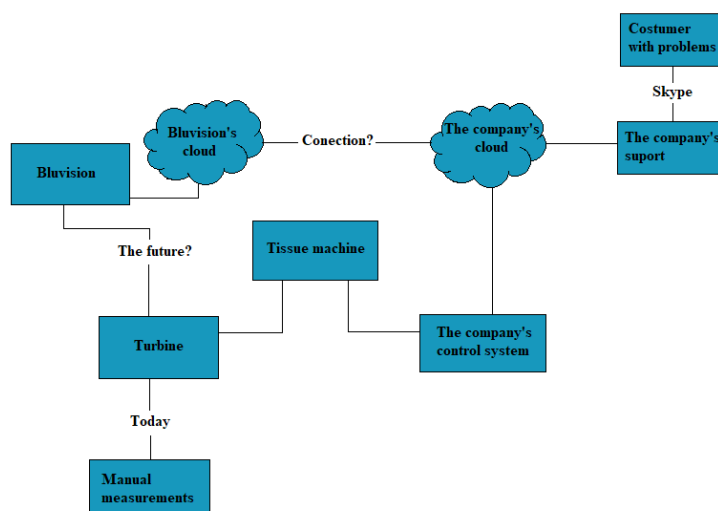 Costumer
with problems
Skype
The company's
suport
Bluvision's
cloud
Conection?
The company's
cloud
Bluvision
The future?
Tissue machine
Turbine
The company's
control system
Today
Manual
measurements